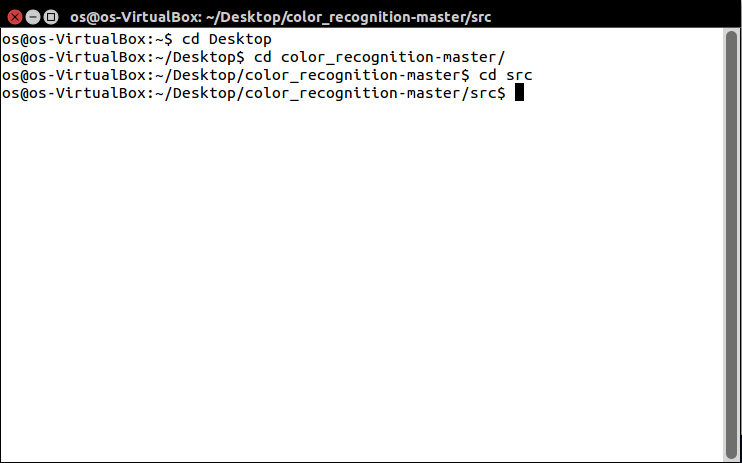 os@os-VirtualBox: ~/Desktop/color_recognition-master/src
os@os-VirtualBox:~$ cd Desktop
os@os-VirtualBox:~/Desktop$ cd color_recognition-master/
os@os-VirtualBox:~/Desktop/color_recognition-master$ cd src
os@os-VirtualBox:~/Desktop/color_recognition-master/src$